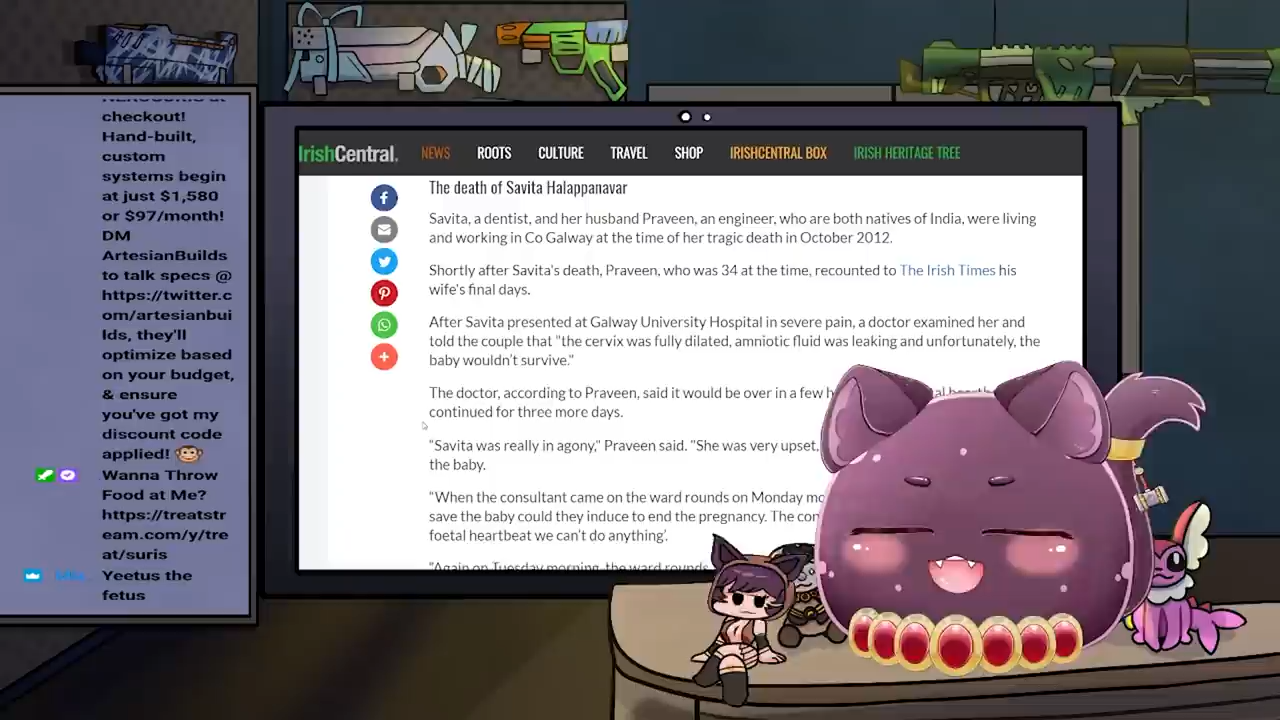 checkout!
Hand-built,
custom
systems begin
at just $1,580
or $97/month!
DM
ArtesianBuilds
to talk specs @
https://twitter.c
om/artesianbui
lds, they'll
optimize based
on your budget,
& ensure
you've got my
discount code
applied!
Wanna Throw
Food at Me?
https://treatstr
eam.com/y/tre
at/suris
Yeetus the
fetus
IrishCentral.
NEWS
ROOTS
CULTURE
TRAVEL
SHOP
IRISHCENTRAL BOX
IRISH HERITAGE TREE
The death of Savita Halappanavar
Savita, a dentist, and her husband Praveen, an engineer, who are both natives of India, were living
and working in Co Galway at the time of her tragic death in October 2012.
Shortly after Savita's death, Praveen, who was 34 at the time, recounted to The Irish Times his
wife's final days.
After Savita presented at Galway University Hospital in severe pain, a doctor examined her and
told the couple that "the cervix was fully dilated, amniotic fluid was leaking and unfortunately, the
baby wouldn't survive."
The doctor, according to Praveen, said it would be over in a few
continued for three more days.
"Savita was really in agony," Praveen said. "She was very upset,
the baby.
"When the consultant came on the ward rounds on Monday
save the baby could they induce to end the pregnancy. The
foetal heartbeat we can't do anything'.
"Again on Tuesday morning, the ward rounds